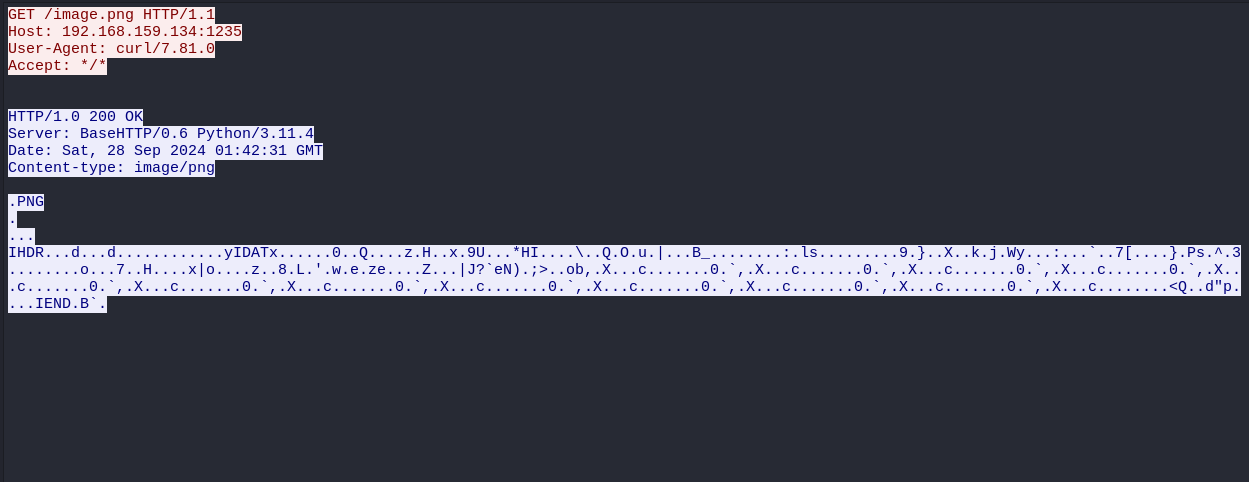 GET /image.png HTTP/1.1
Host: 192.168.159.134:1235
User-Agent: curl/7.81.0
Accept: */*
HTTP/1.0 200 OK
Server: BaseHTTP/0.6 Python/3.11.4
Date: Sat, 28 Sep 2024 01:42:31 GMT
Content-type: image/png
.PNG
.
...
IHDR...d...d............yIDATx......0..Q....z.H..x.9U...*HI....\..Q.O.u.|...B_........:.ls.........9.}..X..k.j.Wy...:...`..7[....}.Ps.^.3
........o...7..H....x|o....z..8.L.'.w.e.ze....Z...|J?`eN).;>..ob,.X...c.......0.`,.X...c.......0.`,.X...c.......0.`,.X...c.......0.`,.X..
.c.......0.`,.X...c.......0.`,.X...c.......0.`,.X...c.......0.`,.X...c.......0.`,.X...c.......0.`,.X...c.......0.`,.X...c........<Q..d"p.
...IEND.B`.